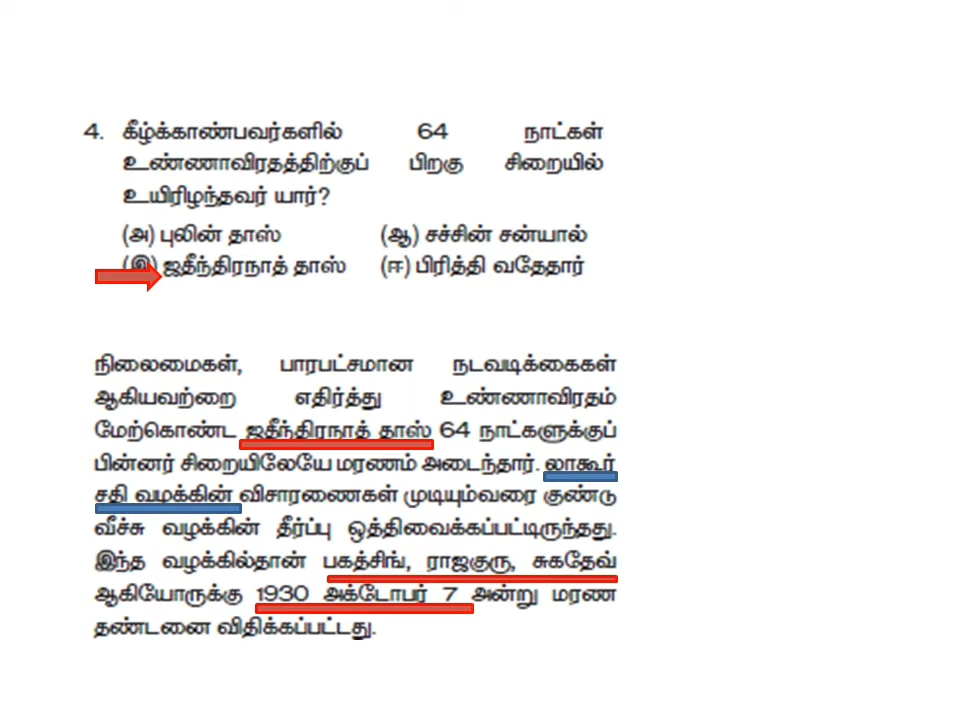 4. கீழ்க்காண்பவர்களில் 64 நாட்கள்
உண்ணாவிரதத்திற்குப் பிறகு சிறையில்
உயிரிழந்தவர் யார்?
(அ) புலின் தாஸ் (ஆ) சச்சின் சன்யால்
(இ) ஜதீந்திரநாத் தாஸ் (ஈ) பிரித்தி வதேதார்
நிலைமைகள், பாரபட்சமான நடவடிக்கைகள்
ஆகியவற்றை எதிர்த்து உண்ணாவிரதம்
மேற்கொண்ட ஜதீந்திரநாத் தாஸ் 64 நாட்களுக்குப்
பின்னர் சிறையிலேயே மரணம் அடைந்தார். லாகூர்
சதி வழக்கின் விசாரணைகள் முடியும்வரை குண்டு
வீச்சு வழக்கின் தீர்ப்பு ஒத்திவைக்கப்பட்டிருந்தது.
இந்த வழக்கில்தான் பகத்சிங், ராஜகுரு, சுகதேவ்
ஆகியோருக்கு 1930 அக்டோபர் 7 அன்று மரண
தண்டனை விதிக்கப்பட்டது.